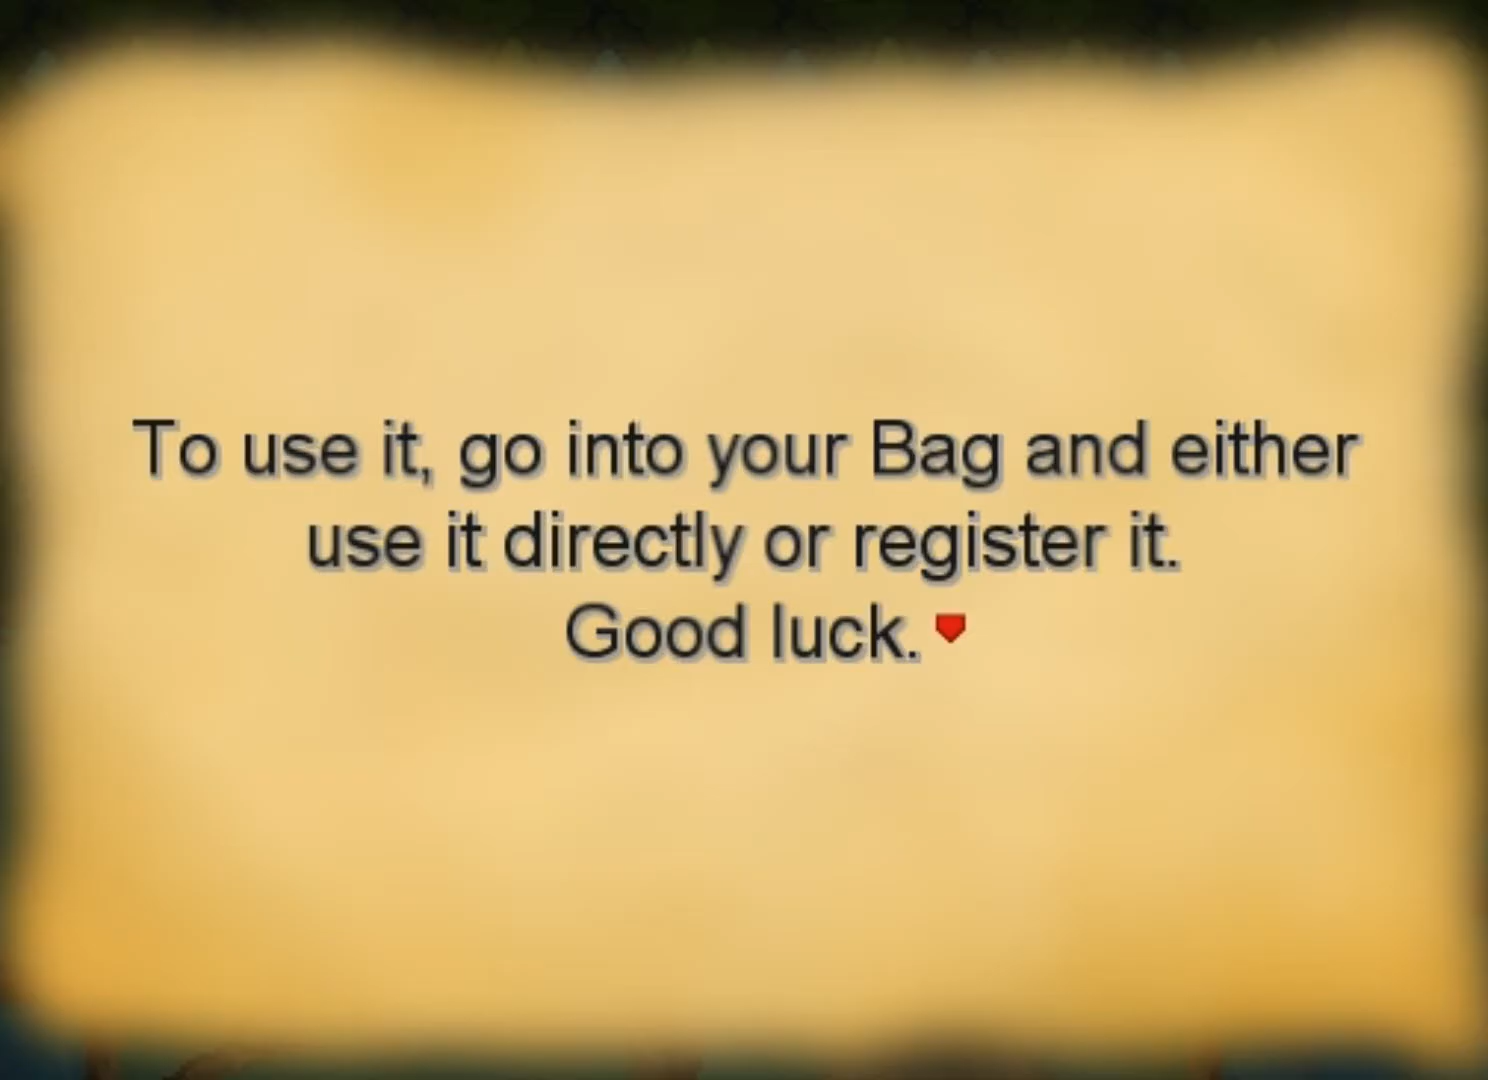 To use it, go into your Bag and either
use it directly or register it.
Good luck.